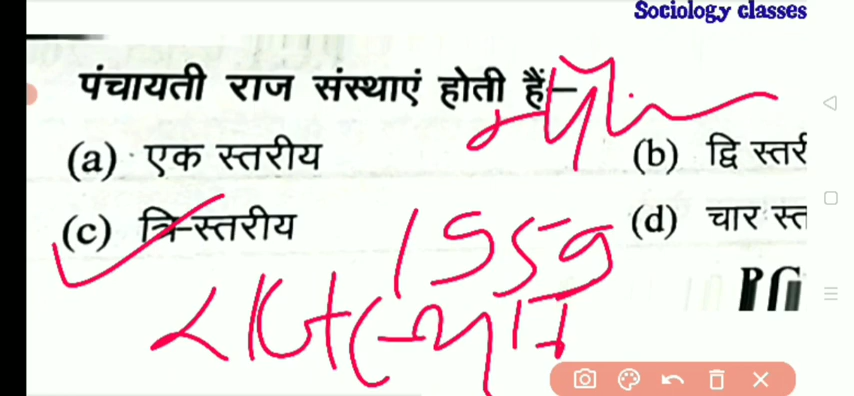 Sociology classes
पंचायती राज संस्थाएं होती हैं–
(a) एक स्तरीय
(b) द्वि स्तरी
(c) त्रि-स्तरीय
(d) चार स्त
1959